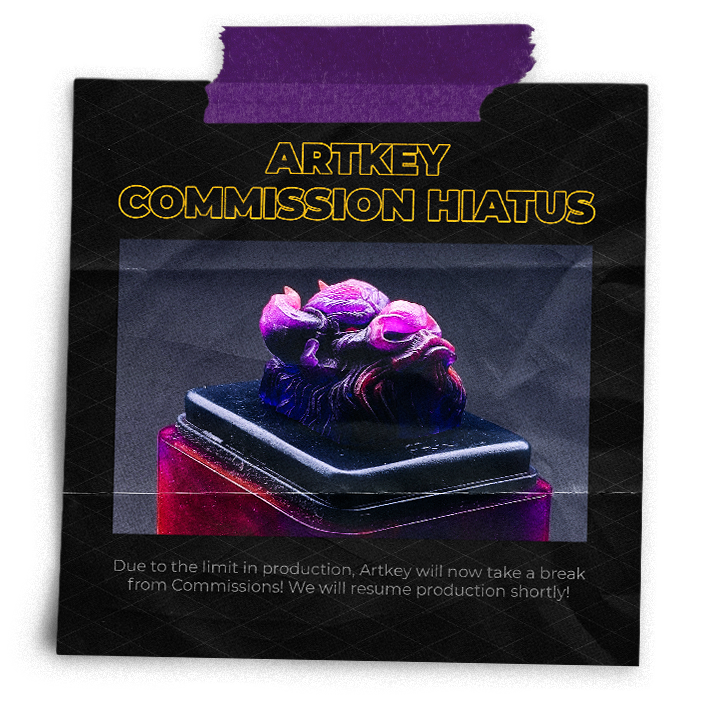 ARTKEY
COMMISSION HIATUS
Due to the limit in production, Artkey will now take a break
from Commissions! We will resume production shortly!